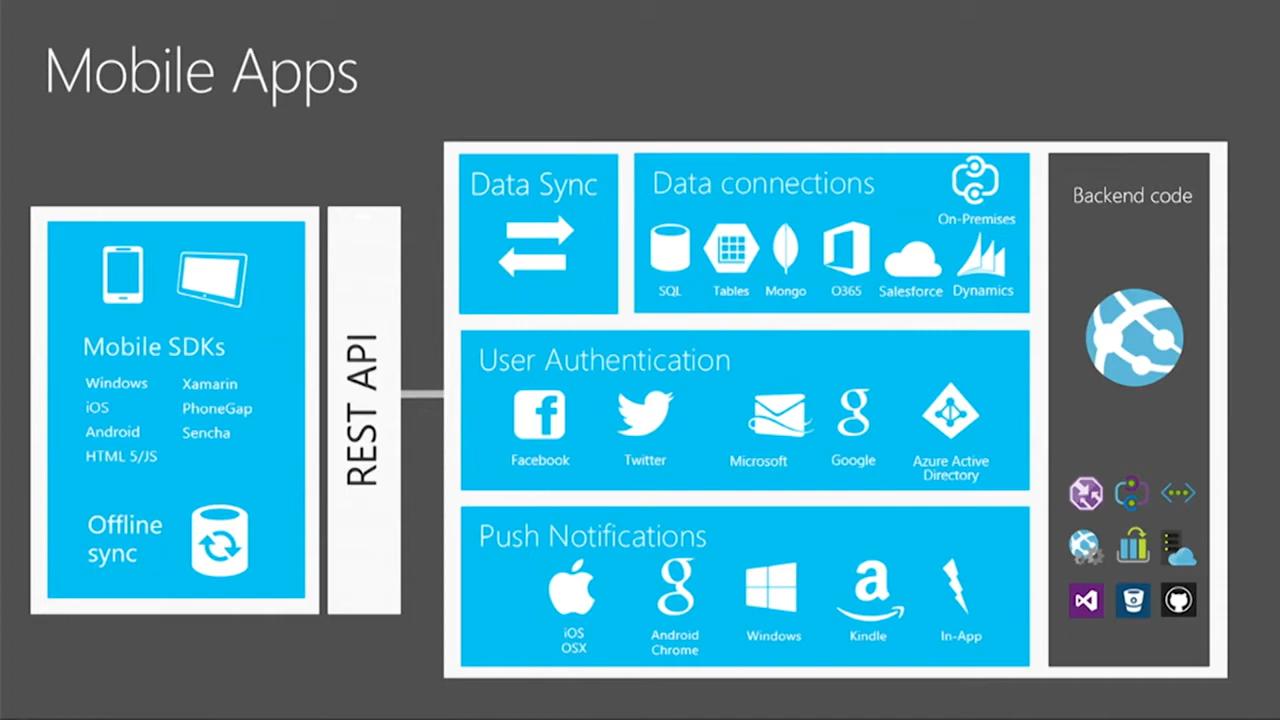 Mobile Apps
Mobile SDKs
Windows
iOS
Android
HTML 5/JS
Xamarin
PhoneGap
Sencha
Offline
sync
REST API
Data Sync
Data connections
On-Premises
SQL
Tables
Mongo
O365
Salesforce
Dynamics
User Authentication
Facebook
Twitter
Microsoft
Google
Azure Active
Directory
Push Notifications
iOS
OSX
Android
Chrome
Windows
Kindle
In-App
Backend code